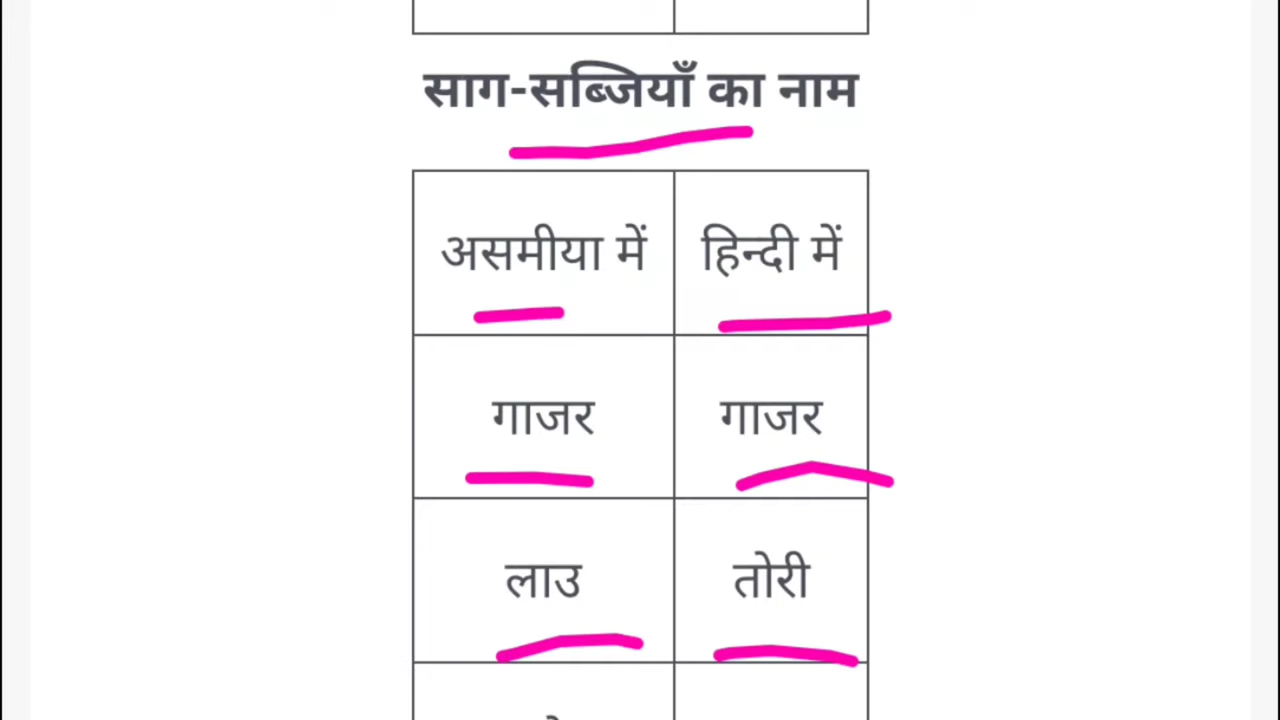 साग-सब्जियाँ का नाम
असमीया में हिन्दी में
गाजर गाजर
लाउ तोरी